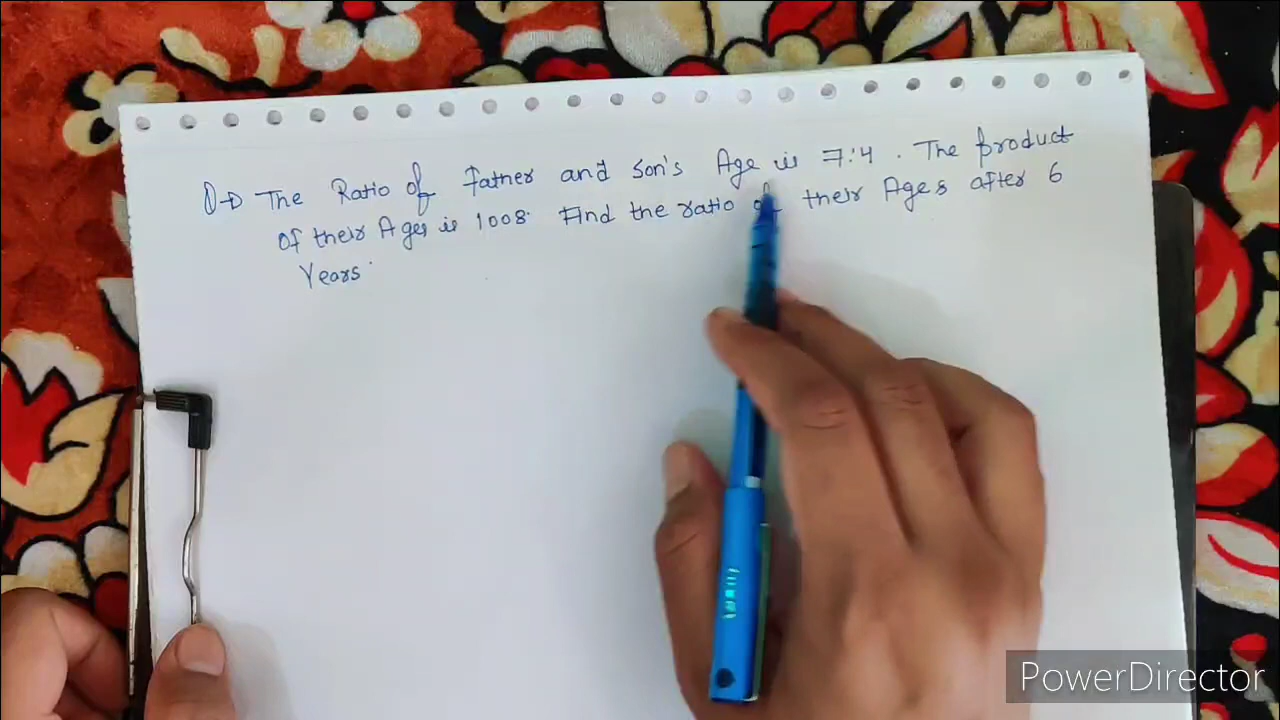 Q→ The Ratio of Father and Son's Age is 7:4. The product
of their Ages is 1008. Find the ratio of their Ages after 6
Years.
PowerDirector